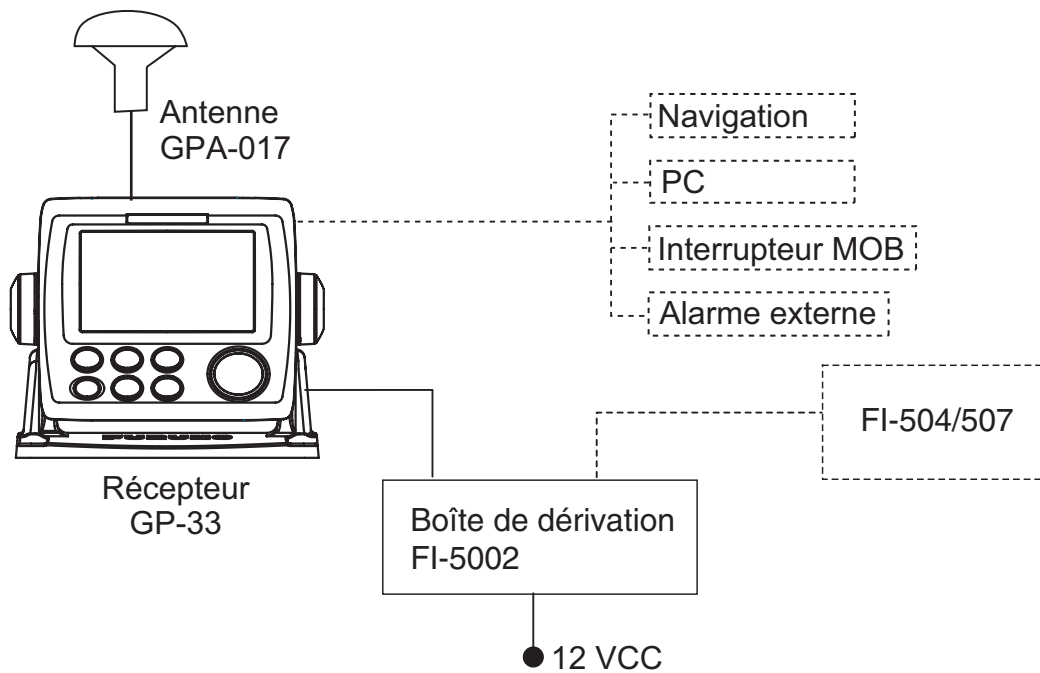 Antenne
GPA-017
Navigation
PC
Interrupteur MOB
Alarme externe
FURUNO
FI-504/507
Récepteur
GP-33
Boîte de dérivation
FI-5002
12 VCC